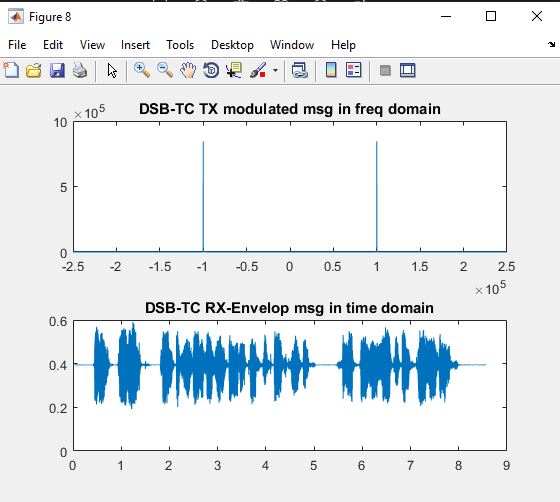 Figure 8
File Edit View Insert Tools Desktop Window Help
DSB-TC TX modulated msg in freq domain
×10^5
10
5
0
-2.5 -2 -1.5 -1 -0.5 0 0.5 1 1.5 2 2.5
×10^5
DSB-TC RX-Envelop msg in time domain
0.6
0.4
0.2
0
0 1 2 3 4 5 6 7 8 9